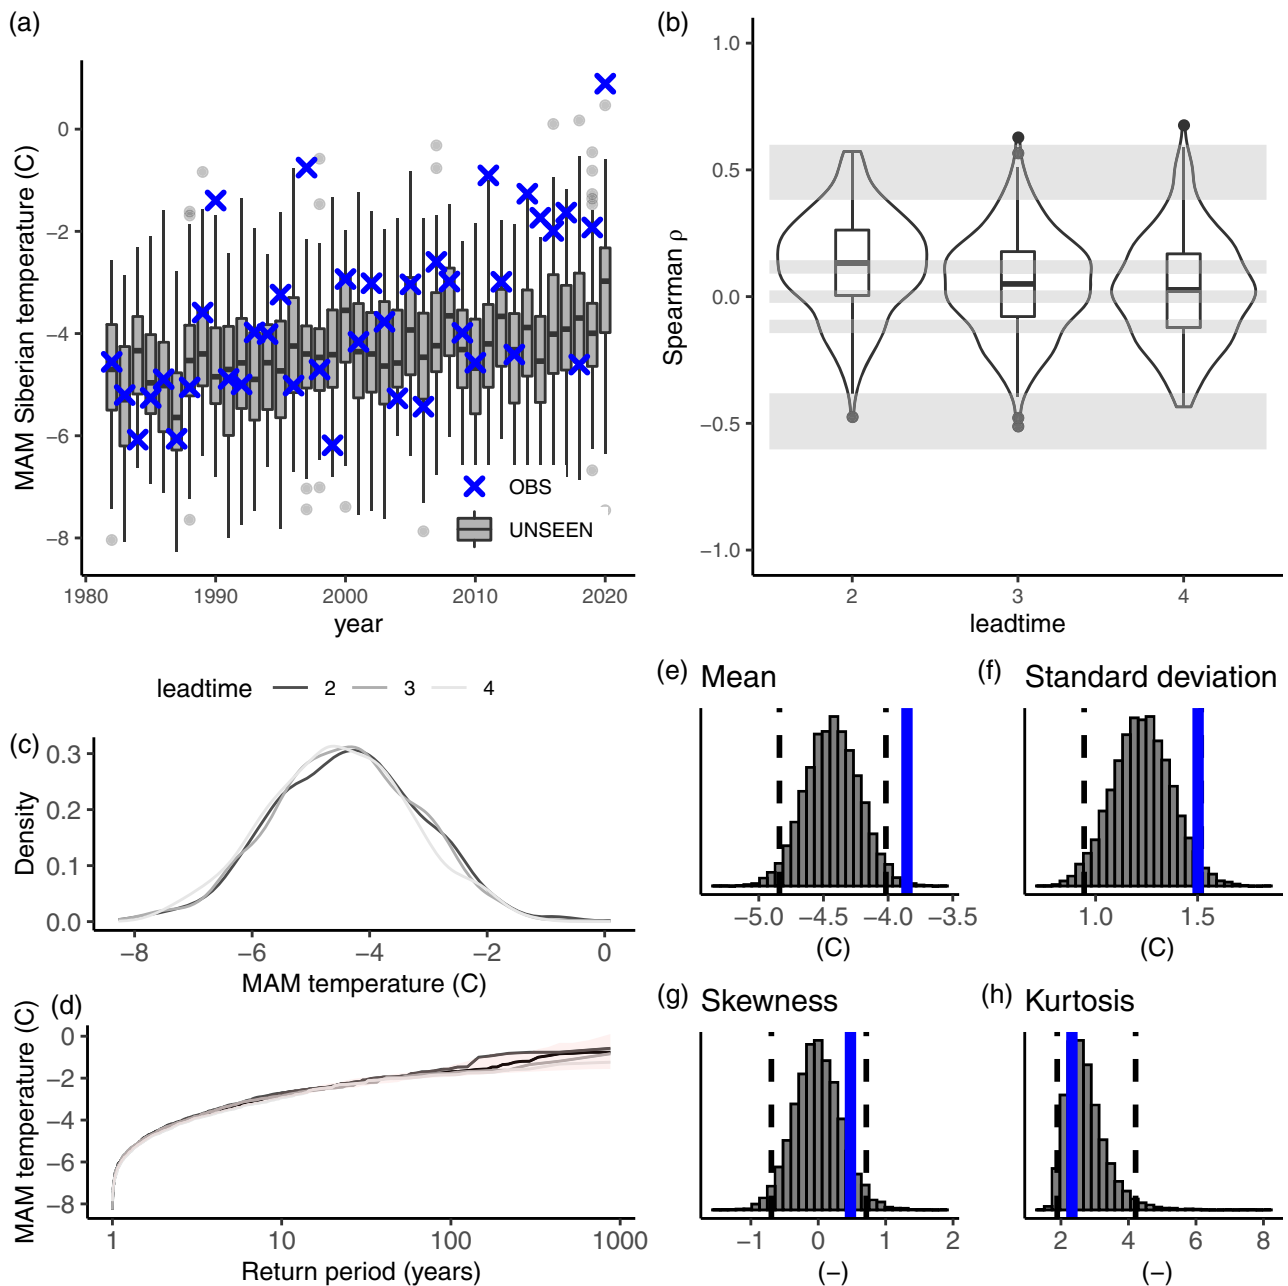 (a)
MAM Siberian temperature (C)
0
−2
−4
−6
−8
1980
1990
2000
2010
2020
year
OBS
UNSEEN
(b)
Spearman ρ
1.0
0.5
0.0
−0.5
−1.0
2
3
4
leadtime
leadtime
2
3
4
(c)
Density
0.3
0.2
0.1
0.0
−8
−6
−4
−2
0
MAM temperature (C)
(d)
MAM temperature (C)
0
−2
−4
−6
−8
1
10
100
1000
Return period (years)
(e)
Mean
−5.0
−4.5
−4.0
−3.5
(C)
(f)
Standard deviation
1.0
1.5
(C)
(g)
Skewness
−1
0
1
2
(−)
(h)
Kurtosis
2
4
6
8
(−)